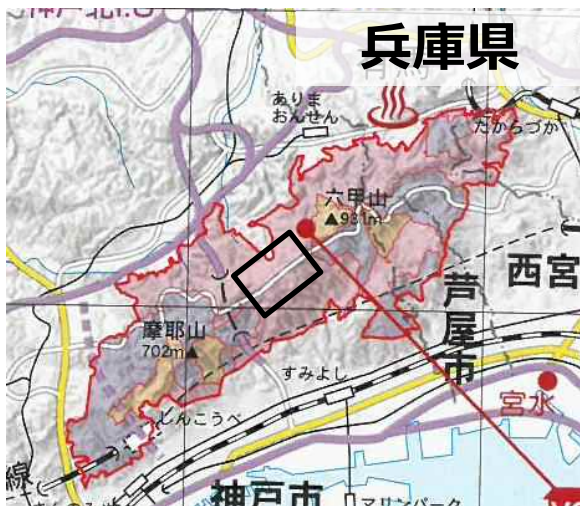 兵庫県
ありま
おんせん
たからづか
六甲山
▲931m
西宮
芦屋市
摩耶山
702m▲
すみよし
宮水
しんこうべ
線
神戸市
マリンパーク